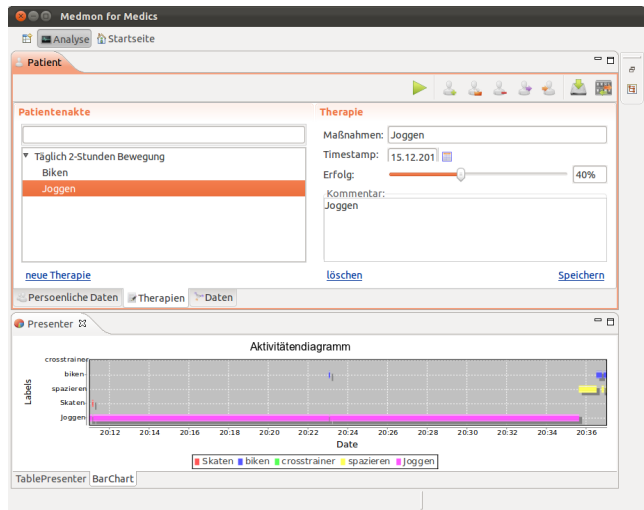 Medmon for Medics
Analyse Startseite
Patient
Patientenakte
Täglich 2-Stunden Bewegung
Biken
Joggen
neue Therapie
Therapie
Maßnahmen: Joggen
Timestamp: 15.12.201
Erfolg: 40%
Kommentar:
Joggen
löschen Speichern
Persoenliche Daten Therapien Daten
Presenter
Aktivitätendiagramm
Labels
crosstrainer
biken
spazieren
Skaten
Joggen
20:12 20:14 20:16 20:18 20:20 20:22 20:24 20:26 20:28 20:30 20:32 20:34 20:36
Date
Skaten biken crosstrainer spazieren Joggen
TablePresenter BarChart